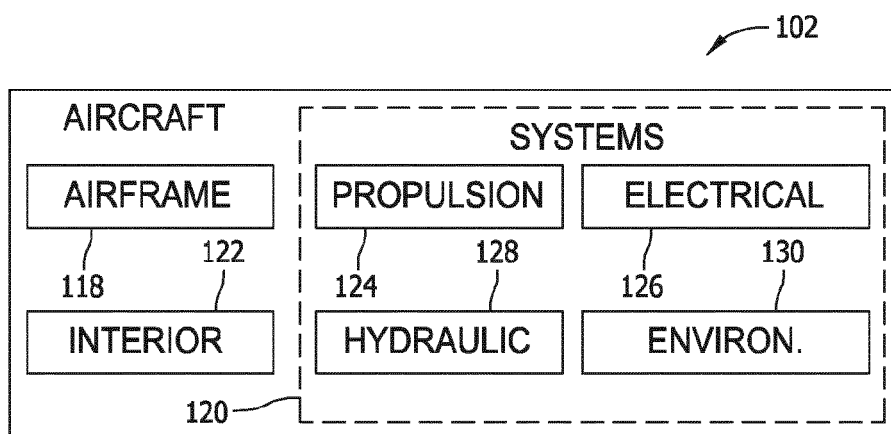 102
AIRCRAFT
SYSTEMS
AIRFRAME
PROPULSION
ELECTRICAL
118
122
124
128
126
130
INTERIOR
HYDRAULIC
ENVIRON.
120